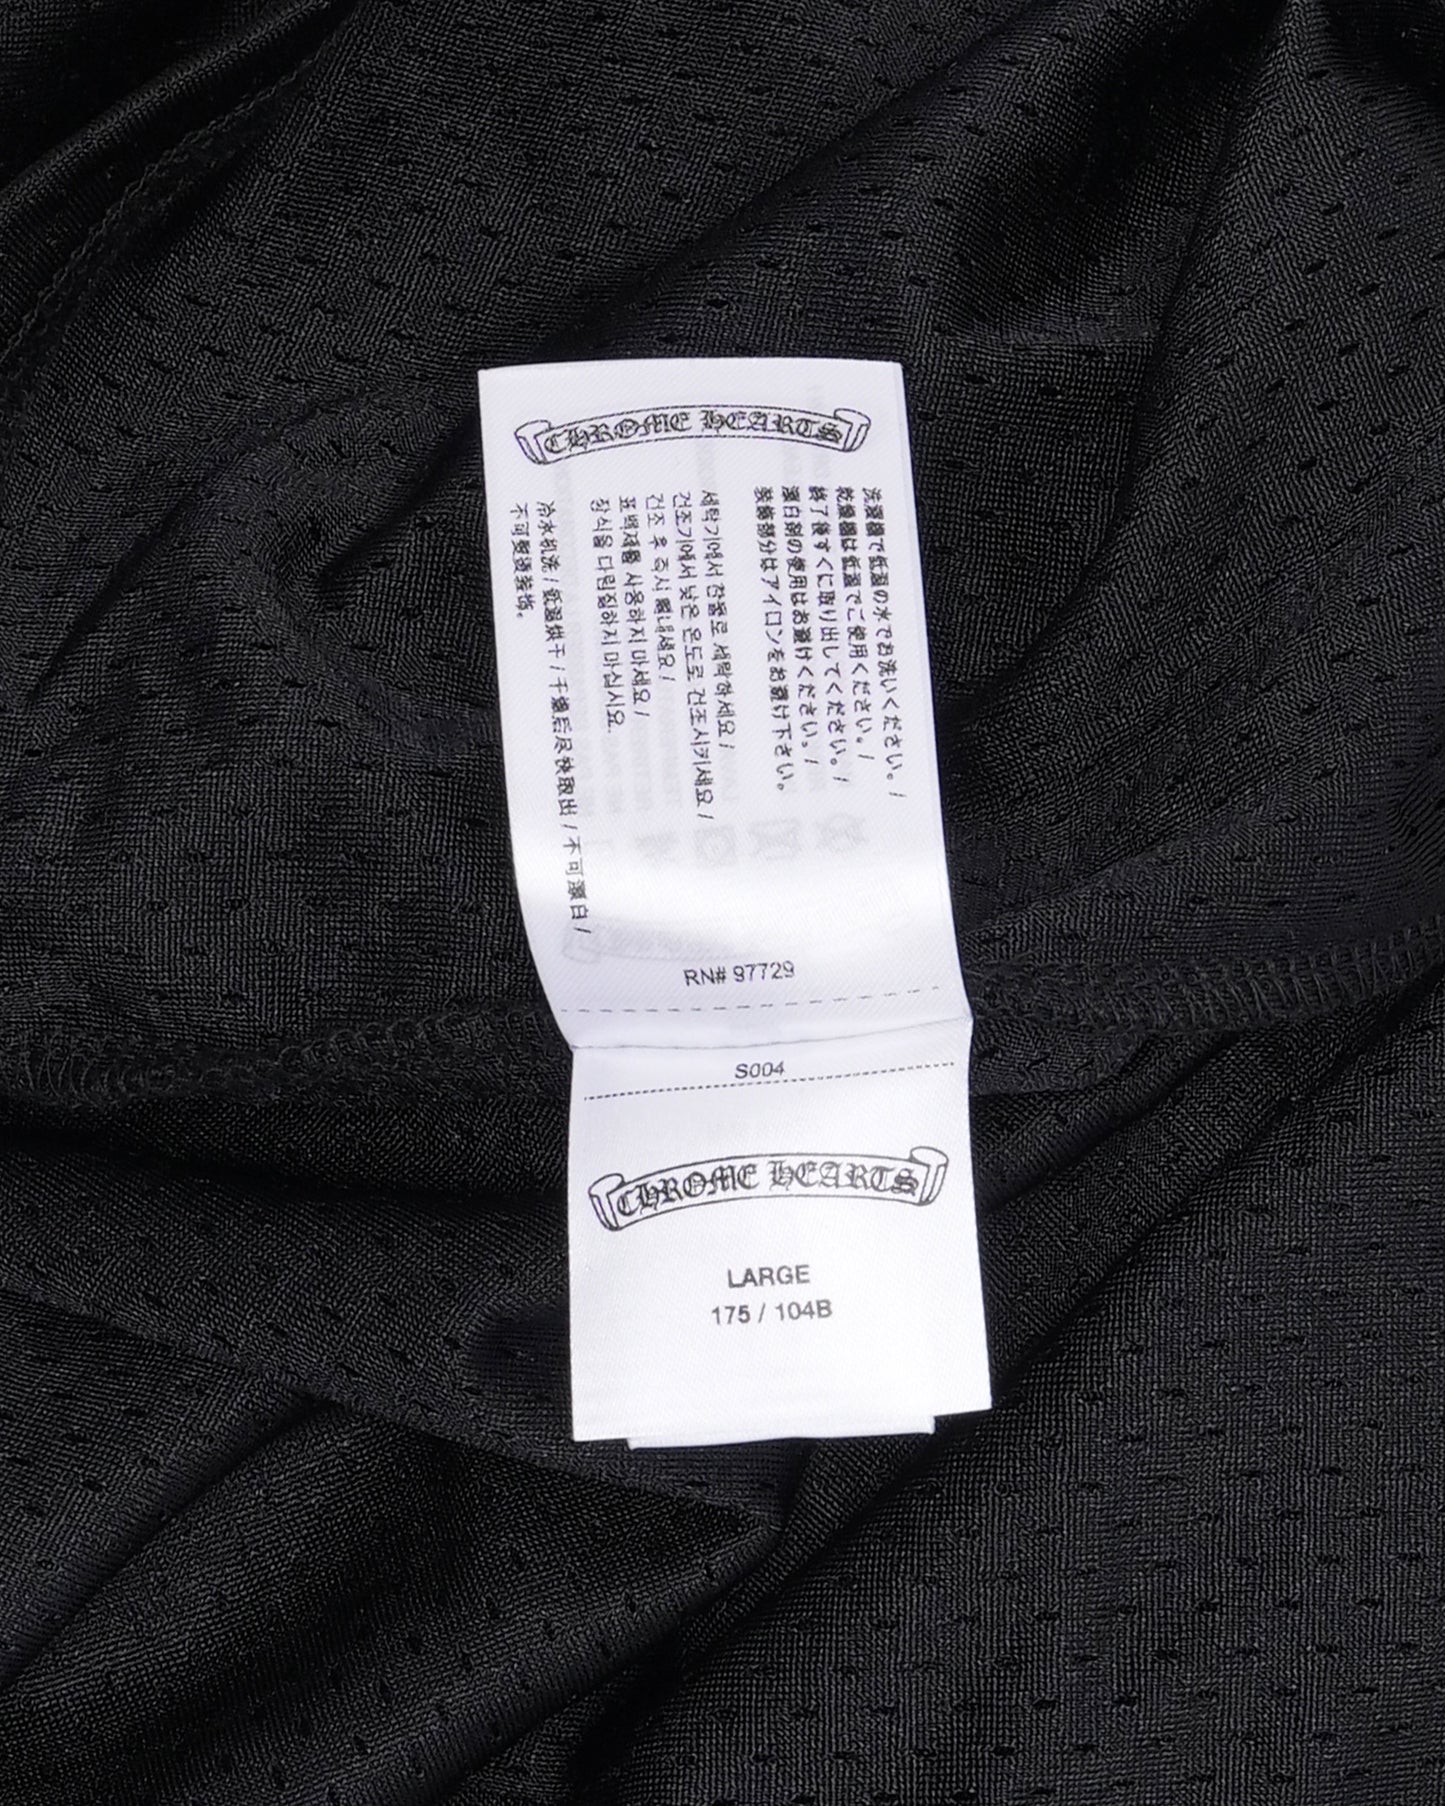 CHROME HEARTS
洗濯機で低温の水でお洗いください。/
乾燥機は低温でご使用ください。/
終了後すぐに取り出してください。/
漂白剤の使用はお避けください。/
装飾部分はアイロンをお避け下さい。
세탁기에서 찬물로 세탁하세요 /
건조기에서 낮은 온도로 건조시키세요 /
건조 후 즉시 꺼내세요 /
표백제를 사용하지 마세요 /
장식을 다림질하지 마십시오.
冷水机洗 / 低温烘干 / 干燥后尽快取出 / 不可漂白 /
不可熨烫装饰。
RN# 97729
S004
CHROME HEARTS
LARGE
175 / 104B